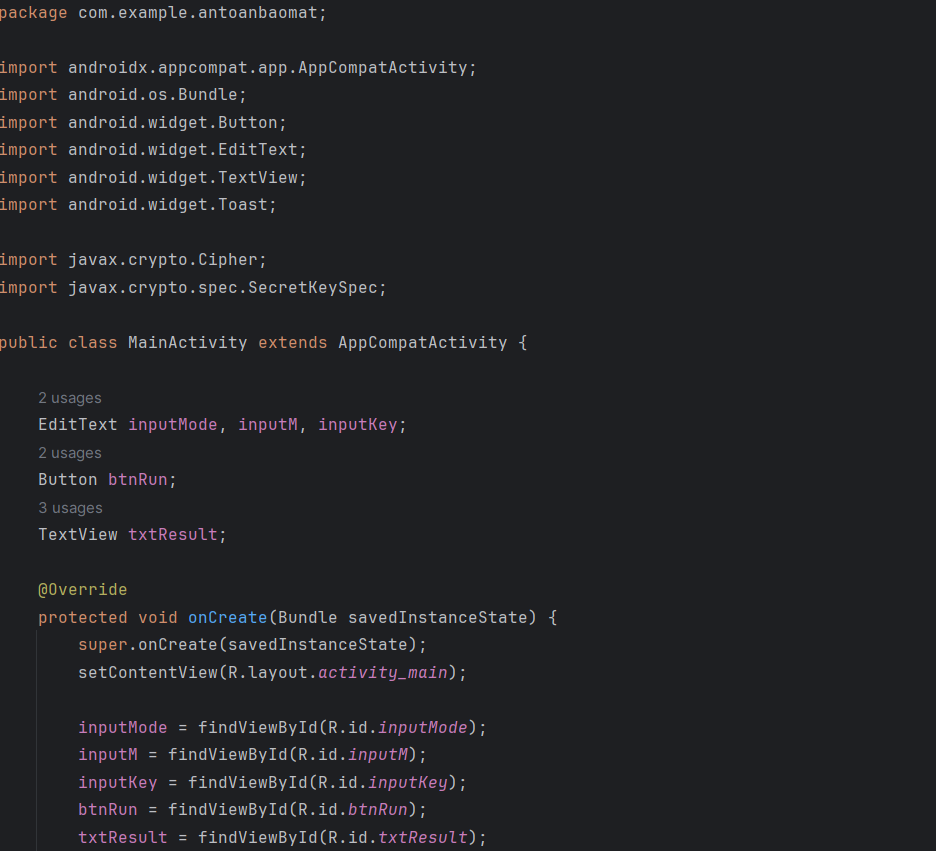 package com.example.antoanbaomat;
import androidx.appcompat.app.AppCompatActivity;
import android.os.Bundle;
import android.widget.Button;
import android.widget.EditText;
import android.widget.TextView;
import android.widget.Toast;
import javax.crypto.Cipher;
import javax.crypto.spec.SecretKeySpec;
public class MainActivity extends AppCompatActivity {
2 usages
EditText inputMode, inputM, inputKey;
2 usages
Button btnRun;
3 usages
TextView txtResult;
@Override
protected void onCreate(Bundle savedInstanceState) {
super.onCreate(savedInstanceState);
setContentView(R.layout.activity_main);
inputMode = findViewById(R.id.inputMode);
inputM = findViewById(R.id.inputM);
inputKey = findViewById(R.id.inputKey);
btnRun = findViewById(R.id.btnRun);
txtResult = findViewById(R.id.txtResult);